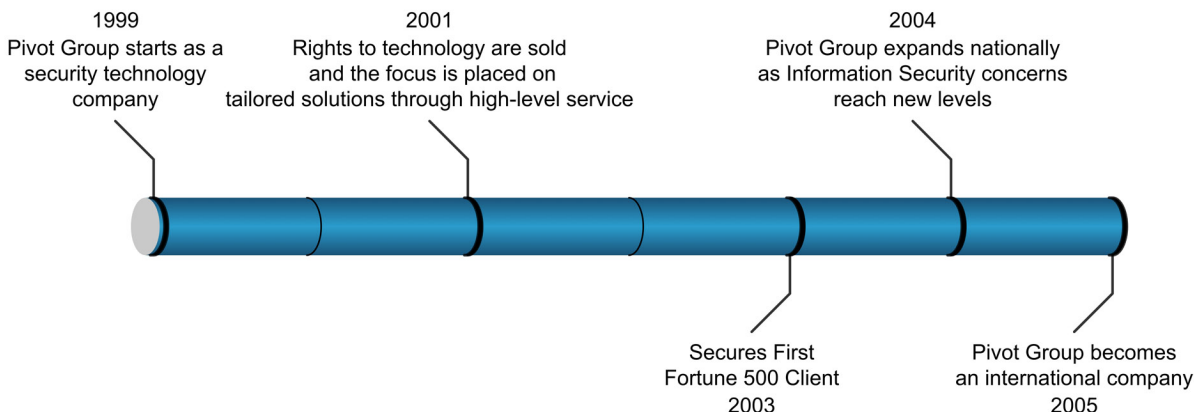 1999
Pivot Group starts as a
security technology
company
2001
Rights to technology are sold
and the focus is placed on
tailored solutions through high-level service
2004
Pivot Group expands nationally
as Information Security concerns
reach new levels
Secures First
Fortune 500 Client
2003
Pivot Group becomes
an international company
2005